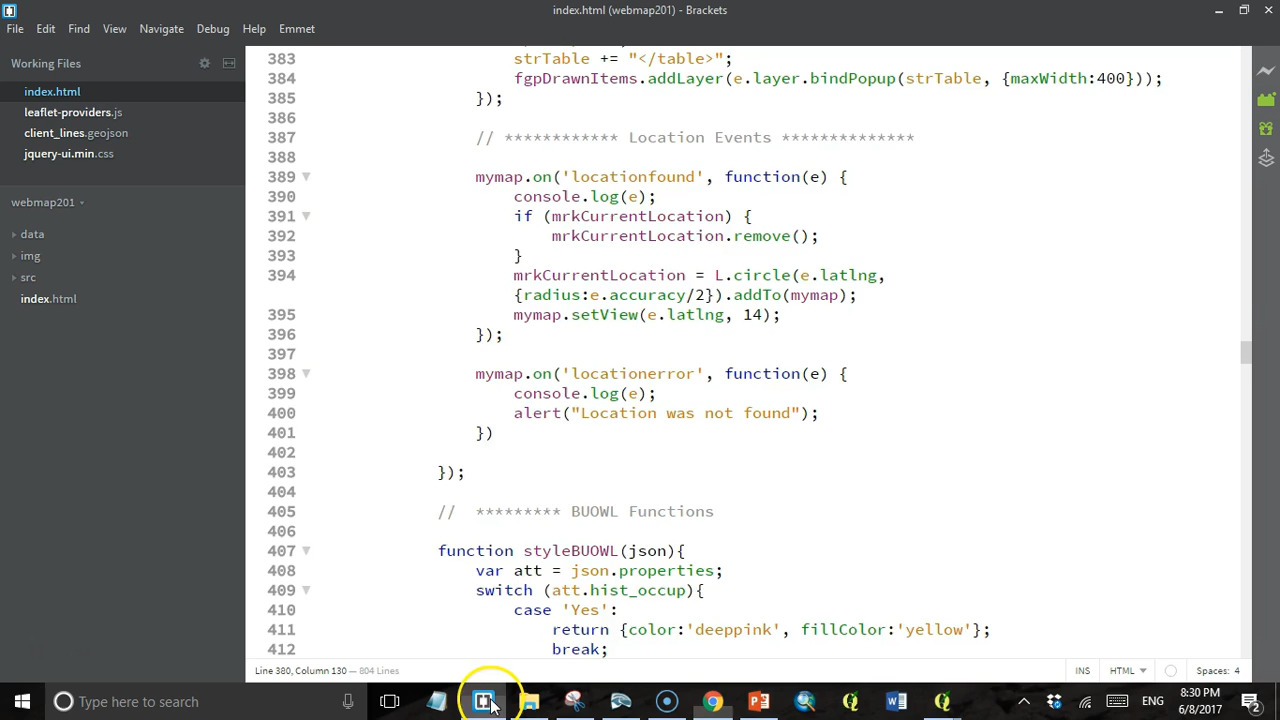 index.html (webmap201) - Brackets
File Edit Find View Navigate Debug Help Emmet
Working Files
index.html
leaflet-providers.js
client_lines.geojson
jquery-ui.min.css
webmap201
data
img
src
index.html
383 strTable += "</table>";
384 fgpDrawnItems.addLayer(e.layer.bindPopup(strTable, {maxWidth:400}));
385 });
386
387 // ************ Location Events **************
388
389 mymap.on('locationfound', function(e) {
390 console.log(e);
391 if (mrkCurrentLocation) {
392 mrkCurrentLocation.remove();
393 }
394 mrkCurrentLocation = L.circle(e.latlng,
{radius:e.accuracy/2}).addTo(mymap);
395 mymap.setView(e.latlng, 14);
396 });
397
398 mymap.on('locationerror', function(e) {
399 console.log(e);
400 alert("Location was not found");
401 })
402
403 });
404
405 // ********* BUOWL Functions
406
407 function styleBUOWL(json){
408 var att = json.properties;
409 switch (att.hist_occup){
410 case 'Yes':
411 return {color:'deeppink', fillColor:'yellow'};
412 break;
Line 380, Column 130 — 804 Lines
INS HTML Spaces: 4
Type here to search
ENG
8:30 PM
6/8/2017
2